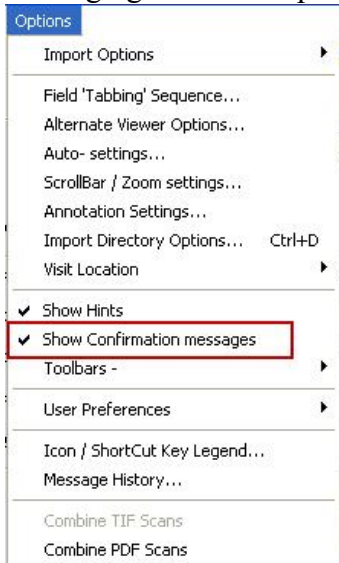 Options
Import Options
Field 'Tabbing' Sequence...
Alternate Viewer Options...
Auto- settings...
ScrollBar / Zoom settings...
Annotation Settings...
Import Directory Options... Ctrl+D
Visit Location
Show Hints
Show Confirmation messages
Toolbars -
User Preferences
Icon / ShortCut Key Legend...
Message History...
Combine TIF Scans
Combine PDF Scans